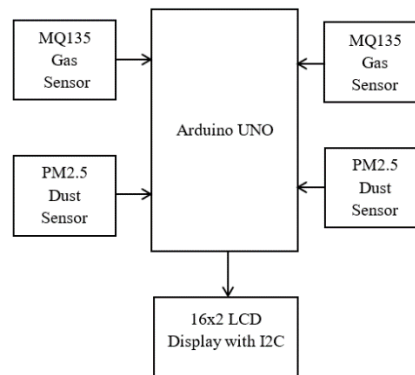 MQ135
Gas
Sensor
MQ135
Gas
Sensor
Arduino UNO
PM2.5
Dust
Sensor
PM2.5
Dust
Sensor
16x2 LCD
Display with I2C